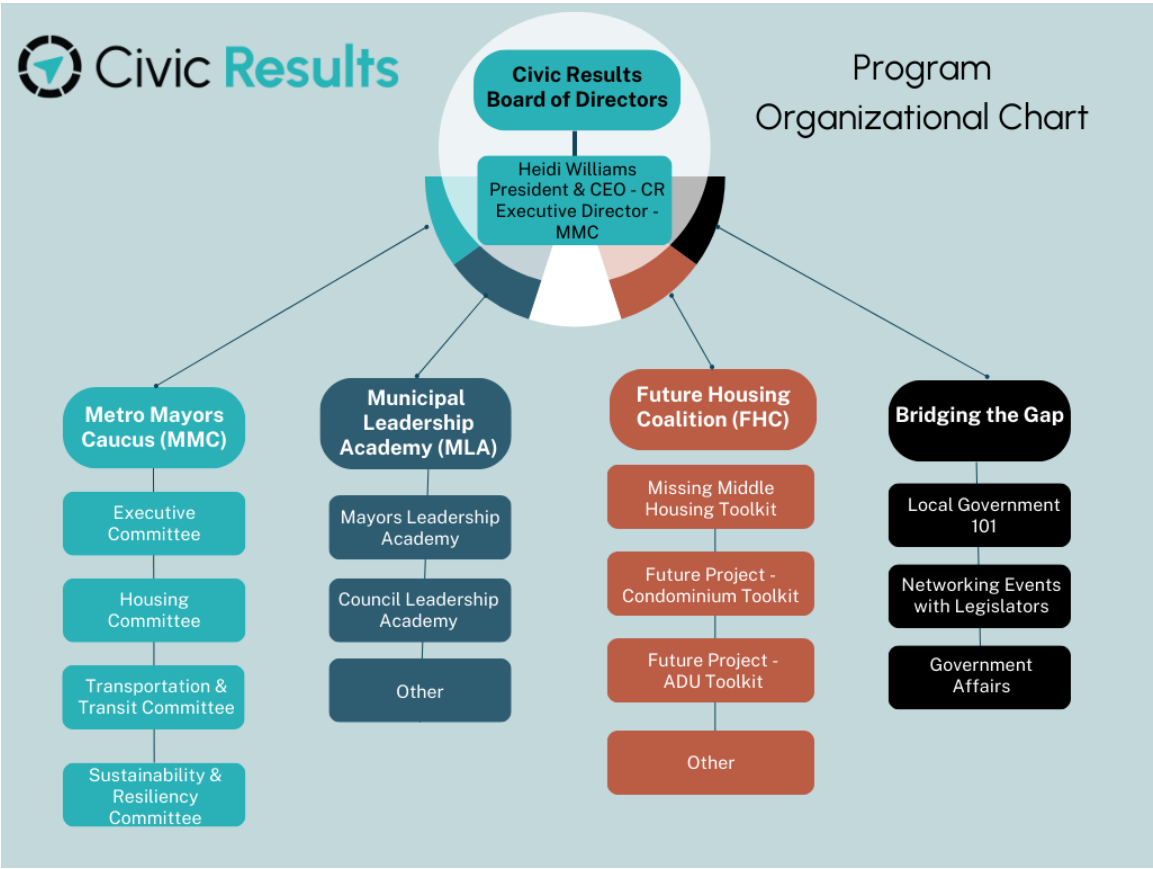 Civic Results
Program
Organizational Chart
Civic Results
Board of Directors
Heidi Williams
President & CEO - CR
Executive Director -
MMC
Metro Mayors
Caucus (MMC)
Executive
Committee
Housing
Committee
Transportation &
Transit Committee
Sustainability &
Resiliency
Committee
Municipal
Leadership
Academy (MLA)
Mayors Leadership
Academy
Council Leadership
Academy
Other
Future Housing
Coalition (FHC)
Missing Middle
Housing Toolkit
Future Project -
Condominium Toolkit
Future Project -
ADU Toolkit
Other
Bridging the Gap
Local Government
101
Networking Events
with Legislators
Government
Affairs